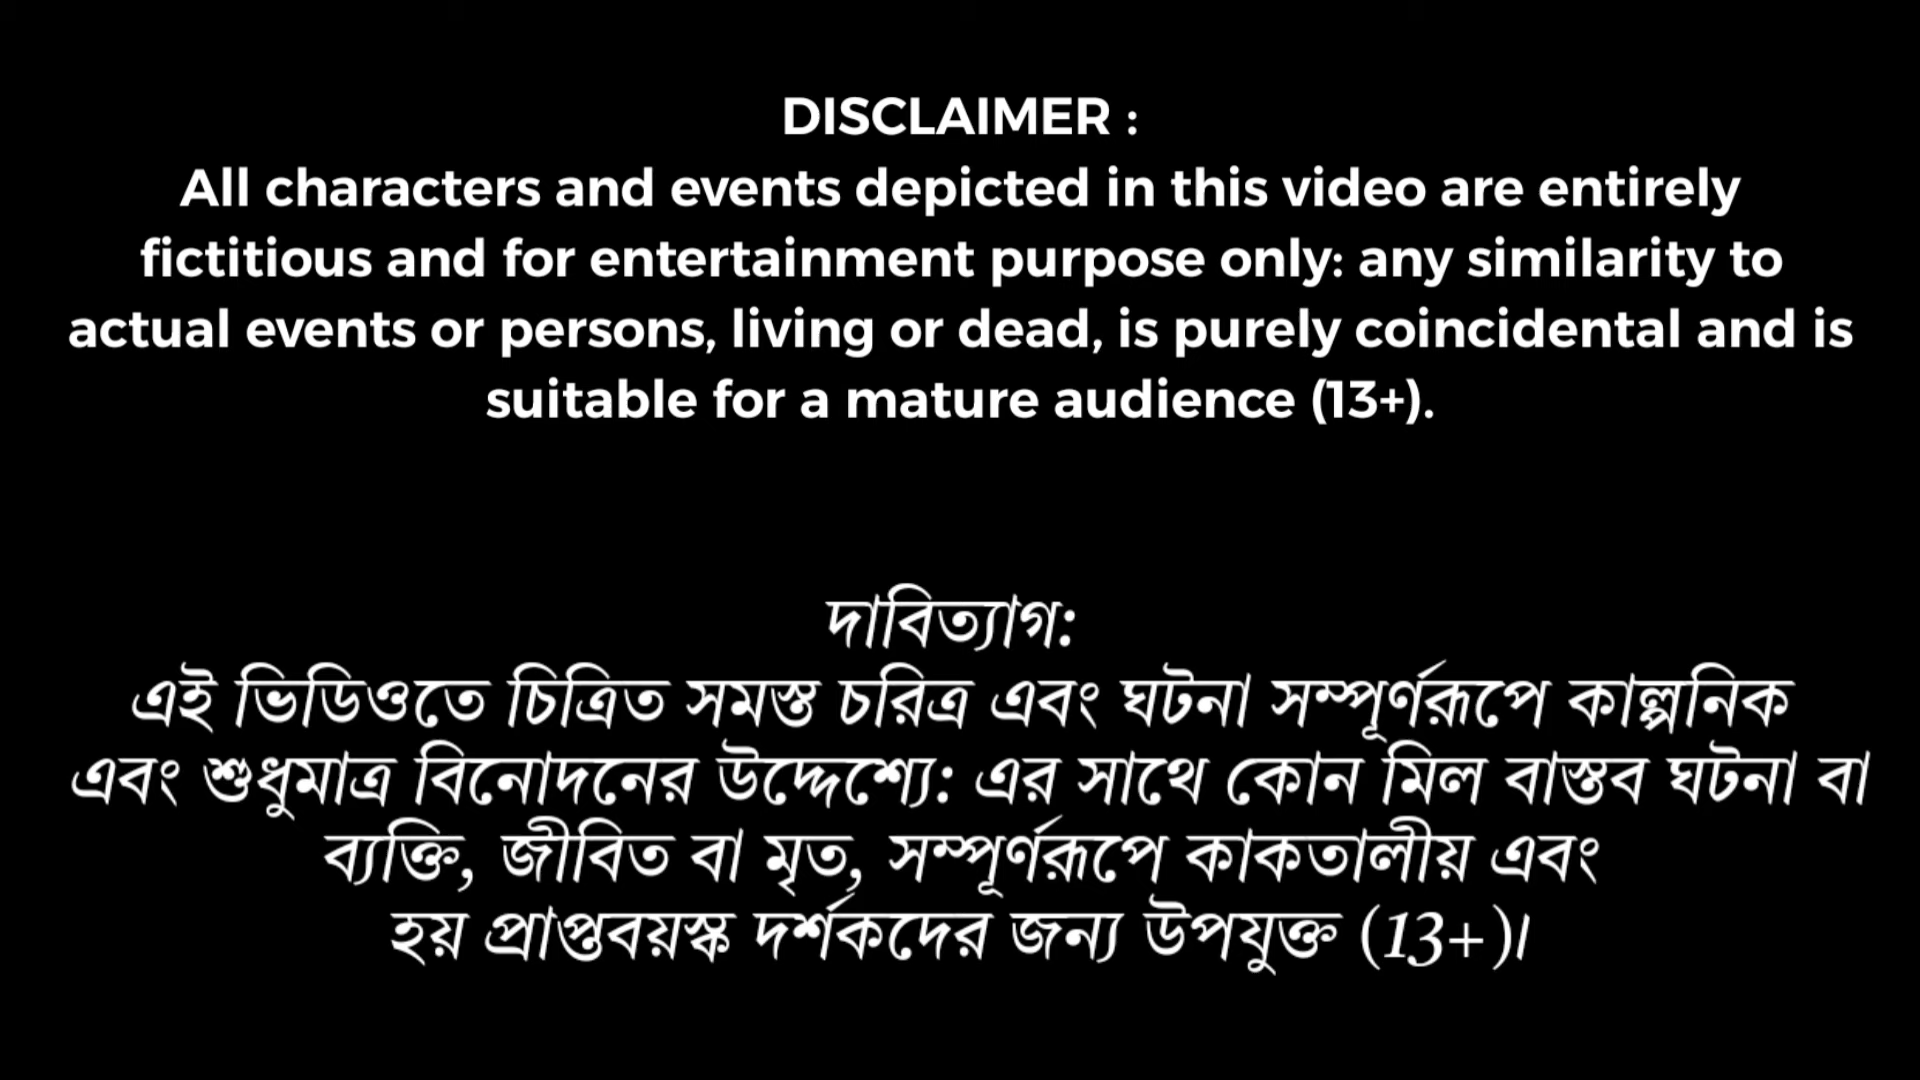 DISCLAIMER :
All characters and events depicted in this video are entirely
fictitious and for entertainment purpose only: any similarity to
actual events or persons, living or dead, is purely coincidental and is
suitable for a mature audience (13+).
দাবিত্যাগ:
এই ভিডিওতে চিত্রিত সমস্ত চরিত্র এবং ঘটনা সম্পূর্ণরূপে কাল্পনিক
এবং শুধুমাত্র বিনোদনের উদ্দেশ্যে: এর সাথে কোন মিল বাস্তব ঘটনা বা
ব্যক্তি, জীবিত বা মৃত, সম্পূর্ণরূপে কাকতালীয় এবং
হয় প্রাপ্তবয়স্ক দর্শকদের জন্য উপযুক্ত (13+)।